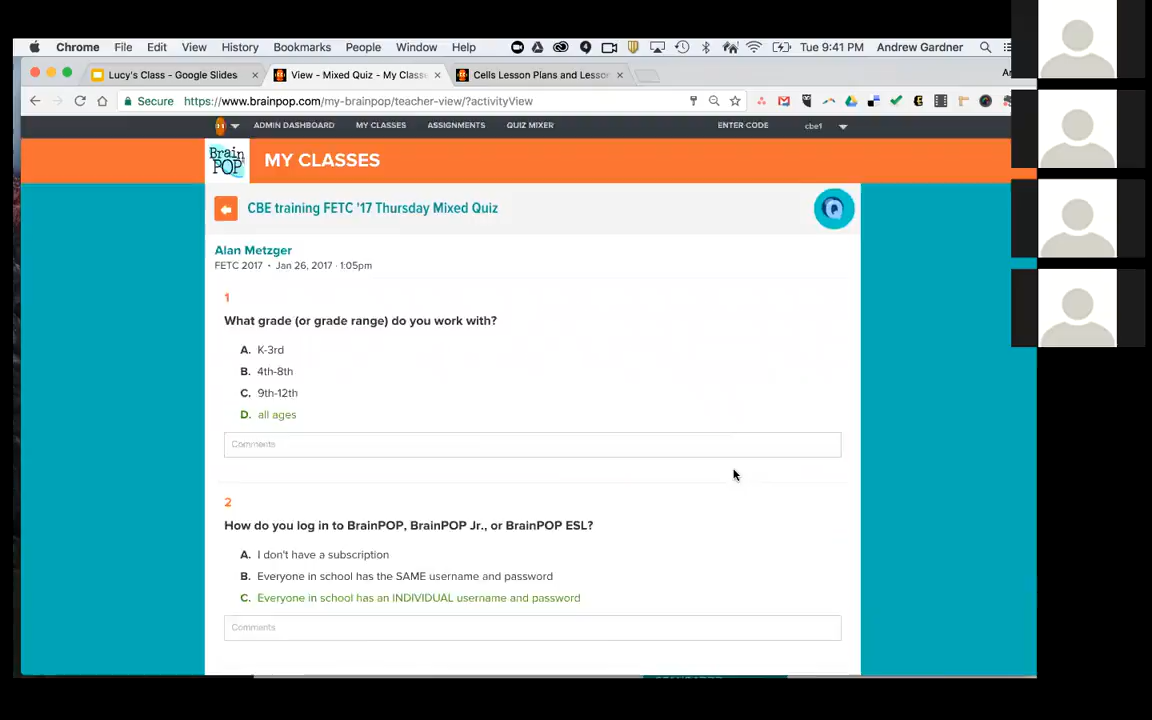 Chrome File Edit View History Bookmarks People Window Help Tue 9:41 PM Andrew Gardner
Lucy's Class - Google Slides
View - Mixed Quiz - My Classe
Cells Lesson Plans and Lesson
Secure https://www.brainpop.com/my-brainpop/teacher-view/?activityView
ADMIN DASHBOARD MY CLASSES ASSIGNMENTS QUIZ MIXER ENTER CODE cbe1
Brain POP
MY CLASSES
CBE training FETC '17 Thursday Mixed Quiz
Alan Metzger
FETC 2017 • Jan 26, 2017 · 1:05pm
1
What grade (or grade range) do you work with?
A. K-3rd
B. 4th-8th
C. 9th-12th
D. all ages
Comments
2
How do you log in to BrainPOP, BrainPOP Jr., or BrainPOP ESL?
A. I don't have a subscription
B. Everyone in school has the SAME username and password
C. Everyone in school has an INDIVIDUAL username and password
Comments